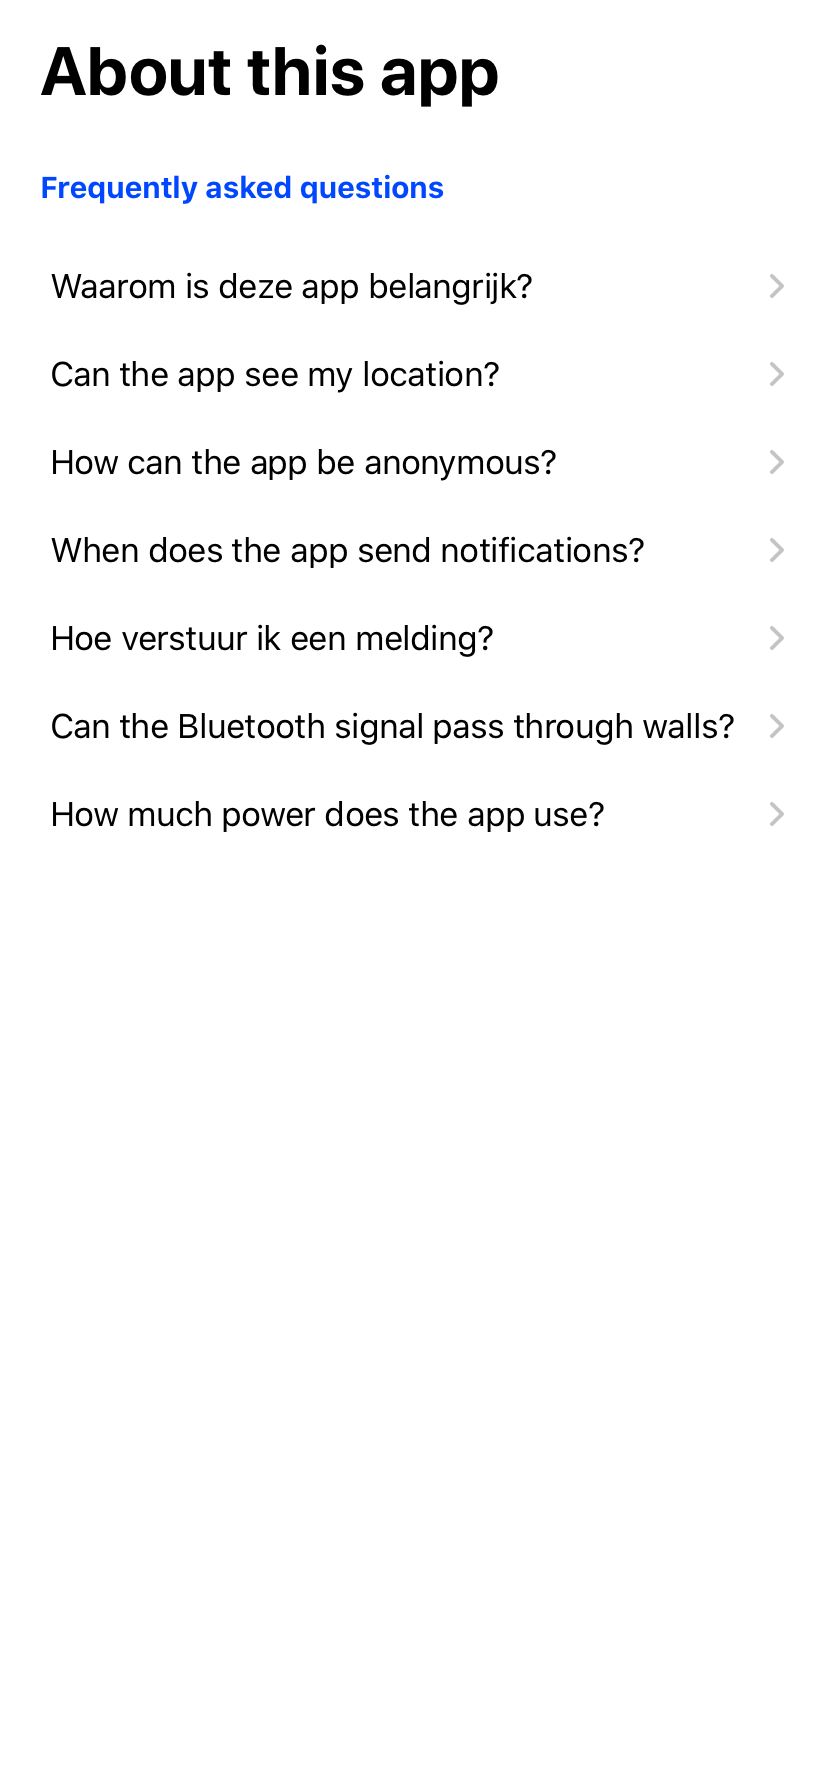 About this app
Frequently asked questions
Waarom is deze app belangrijk?
Can the app see my location?
How can the app be anonymous?
When does the app send notifications?
Hoe verstuur ik een melding?
Can the Bluetooth signal pass through walls?
How much power does the app use?